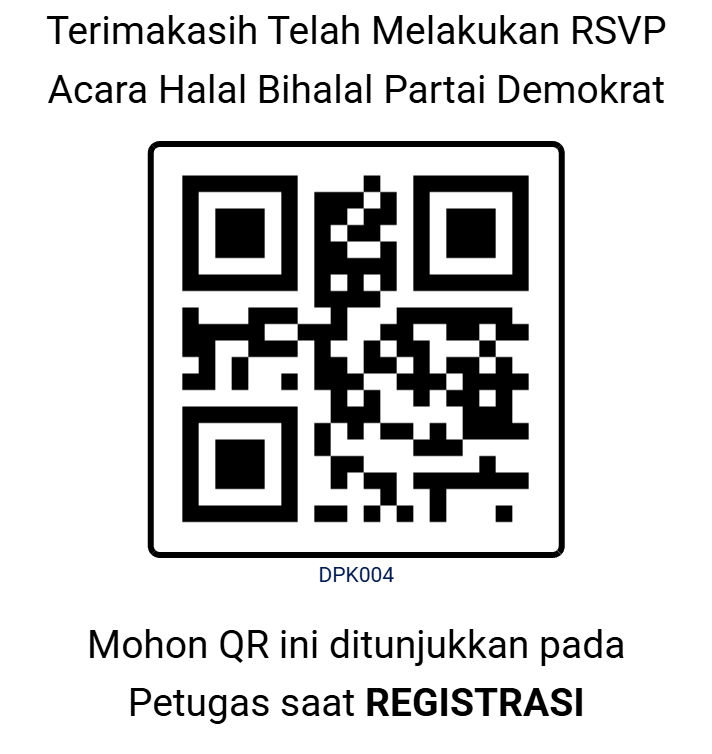 Terimakasih Telah Melakukan RSVP
Acara Halal Bihalal Partai Demokrat
DPK004
Mohon QR ini ditunjukkan pada
Petugas saat REGISTRASI